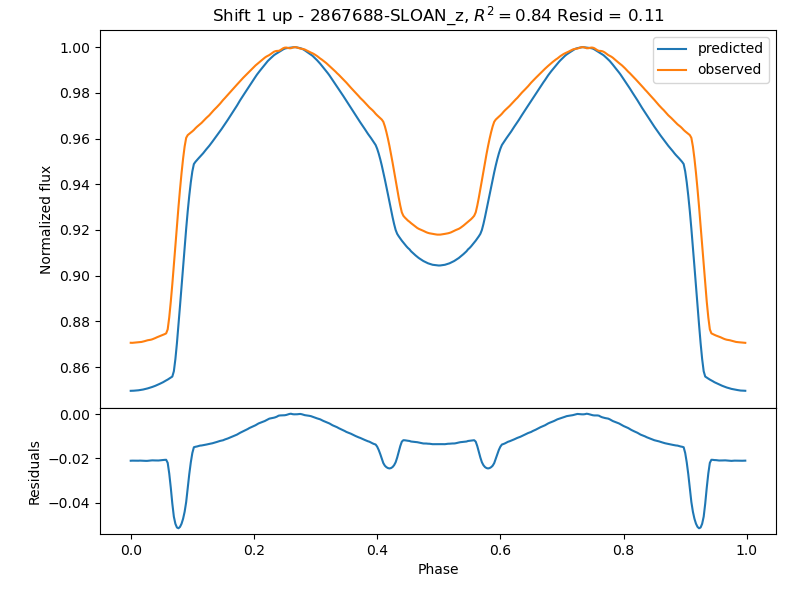 Shift 1 up - 2867688-SLOAN_z, R² = 0.84 Resid = 0.11
predicted
observed
Normalized flux
1.00
0.98
0.96
0.94
0.92
0.90
0.88
0.86
Residuals
0.00
−0.02
−0.04
0.0 0.2 0.4 0.6 0.8 1.0
Phase